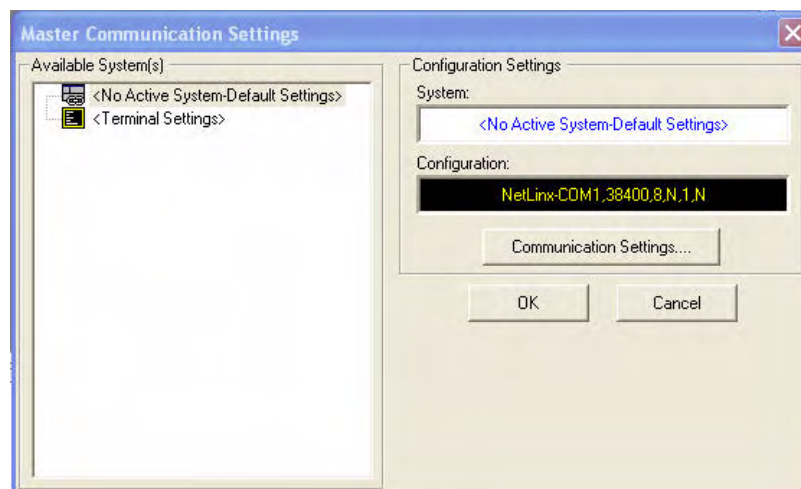 Master Communication Settings
Available System(s)
<No Active System-Default Settings>
<Terminal Settings>
Configuration Settings
System:
<No Active System-Default Settings>
Configuration:
NetLinx-COM1,38400,8,N,1,N
Communication Settings....
OK
Cancel